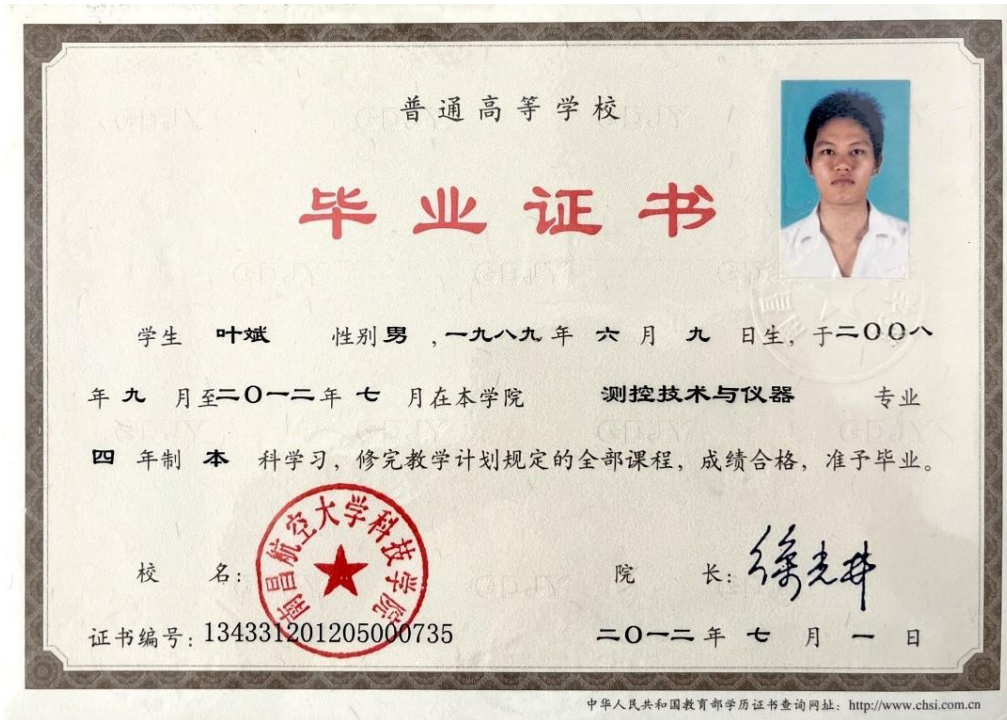 普通高等学校
毕业证书
学生 叶斌 性别 男 ，一九八九 年 六 月 九 日生，于二〇〇八
年 九 月至二〇一二年 七 月在本学院 测控技术与仪器 专业
四 年制 本 科学习，修完教学计划规定的全部课程，成绩合格，准予毕业。
南昌航空大学科技学院
校 名： 院 长：
证书编号：134331201205000735 二〇一二年 七 月 一 日
中华人民共和国教育部学历证书查询网址：http://www.chsi.com.cn